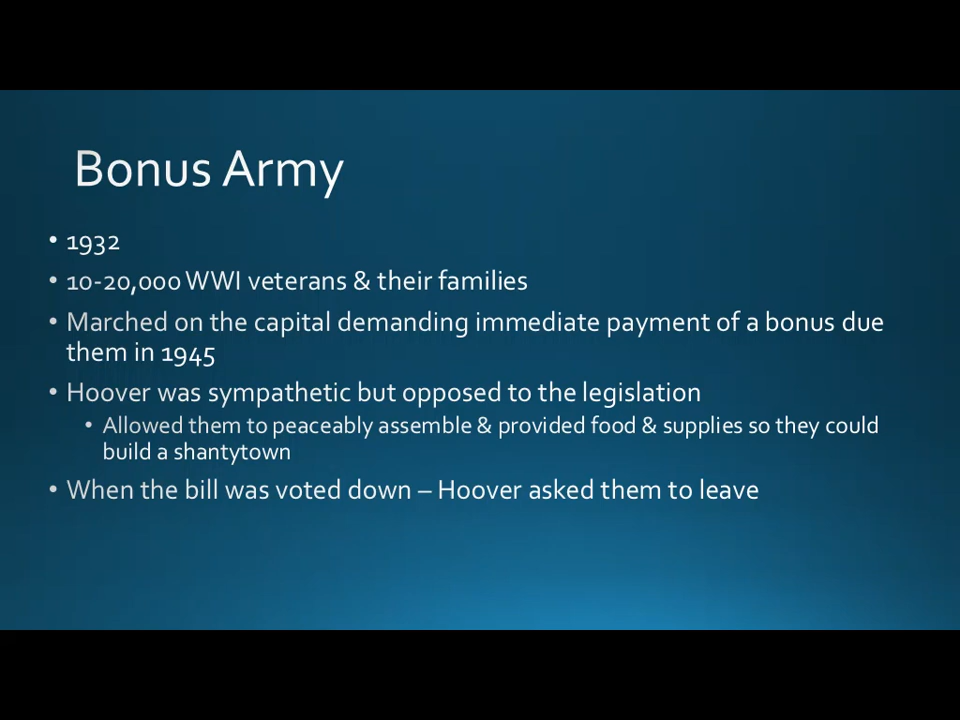 Bonus Army
• 1932
• 10-20,000 WWI veterans & their families
• Marched on the capital demanding immediate payment of a bonus due
them in 1945
• Hoover was sympathetic but opposed to the legislation
• Allowed them to peaceably assemble & provided food & supplies so they could
build a shantytown
• When the bill was voted down – Hoover asked them to leave